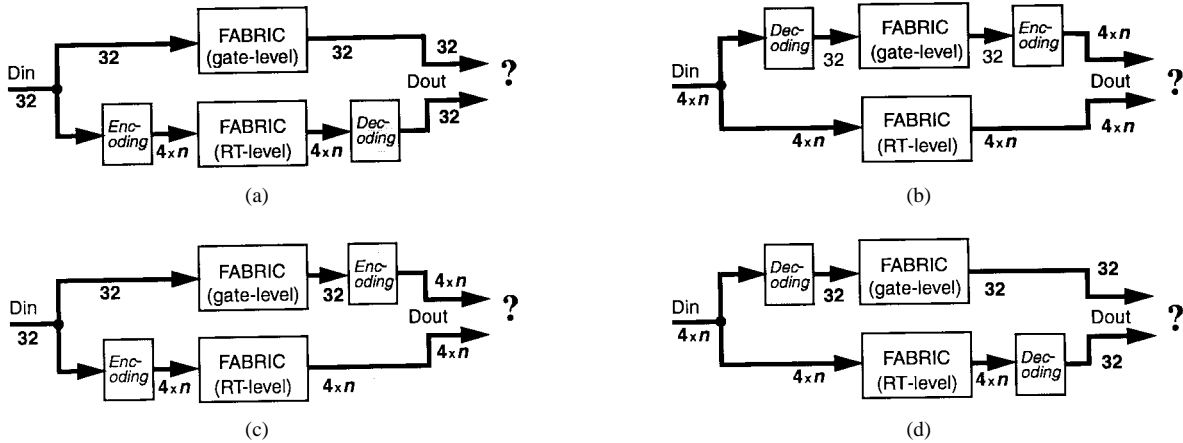 FABRIC
(gate-level)
32
32
32
Din
32
Dout
?
Enc-
oding
4×n
FABRIC
(RT-level)
4×n
Dec-
oding
32
(a)
Dec-
oding
32
FABRIC
(gate-level)
32
Enc-
oding
4×n
Din
4×n
Dout
?
4×n
FABRIC
(RT-level)
4×n
4×n
(b)
32
FABRIC
(gate-level)
32
Enc-
oding
4×n
Din
32
Dout
?
Enc-
oding
4×n
FABRIC
(RT-level)
4×n
4×n
(c)
Dec-
oding
32
FABRIC
(gate-level)
32
32
Din
4×n
Dout
?
4×n
FABRIC
(RT-level)
4×n
Dec-
oding
32
(d)